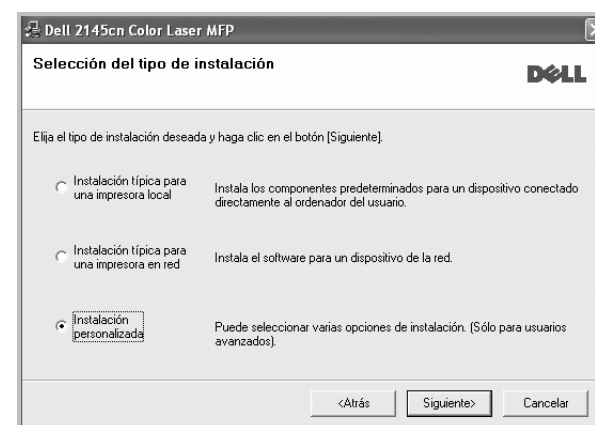 Dell 2145cn Color Laser MFP
Selección del tipo de instalación
DELL
Elija el tipo de instalación deseada y haga clic en el botón [Siguiente].
Instalación típica para
una impresora local
Instala los componentes predeterminados para un dispositivo conectado
directamente al ordenador del usuario.
Instalación típica para
una impresora en red
Instala el software para un dispositivo de la red.
Instalación
personalizada
Puede seleccionar varias opciones de instalación. (Sólo para usuarios
avanzados).
<Atrás
Siguiente>
Cancelar